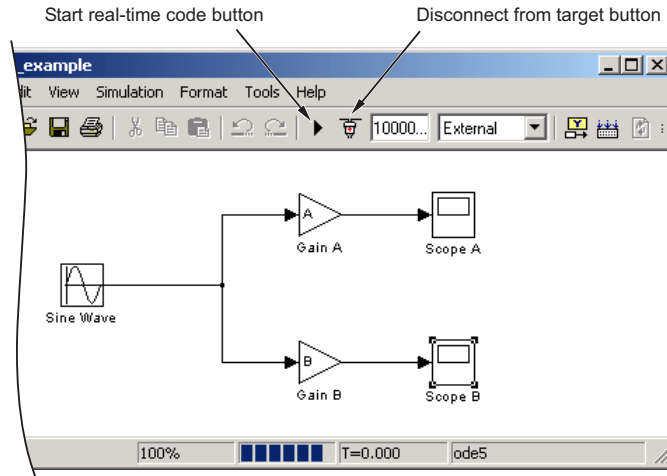 Start real-time code button
Disconnect from target button
_example
View Simulation Format Tools Help
10000... External
A
Gain A
Scope A
Sine Wave
B
Gain B
Scope B
100% T=0.000 ode5